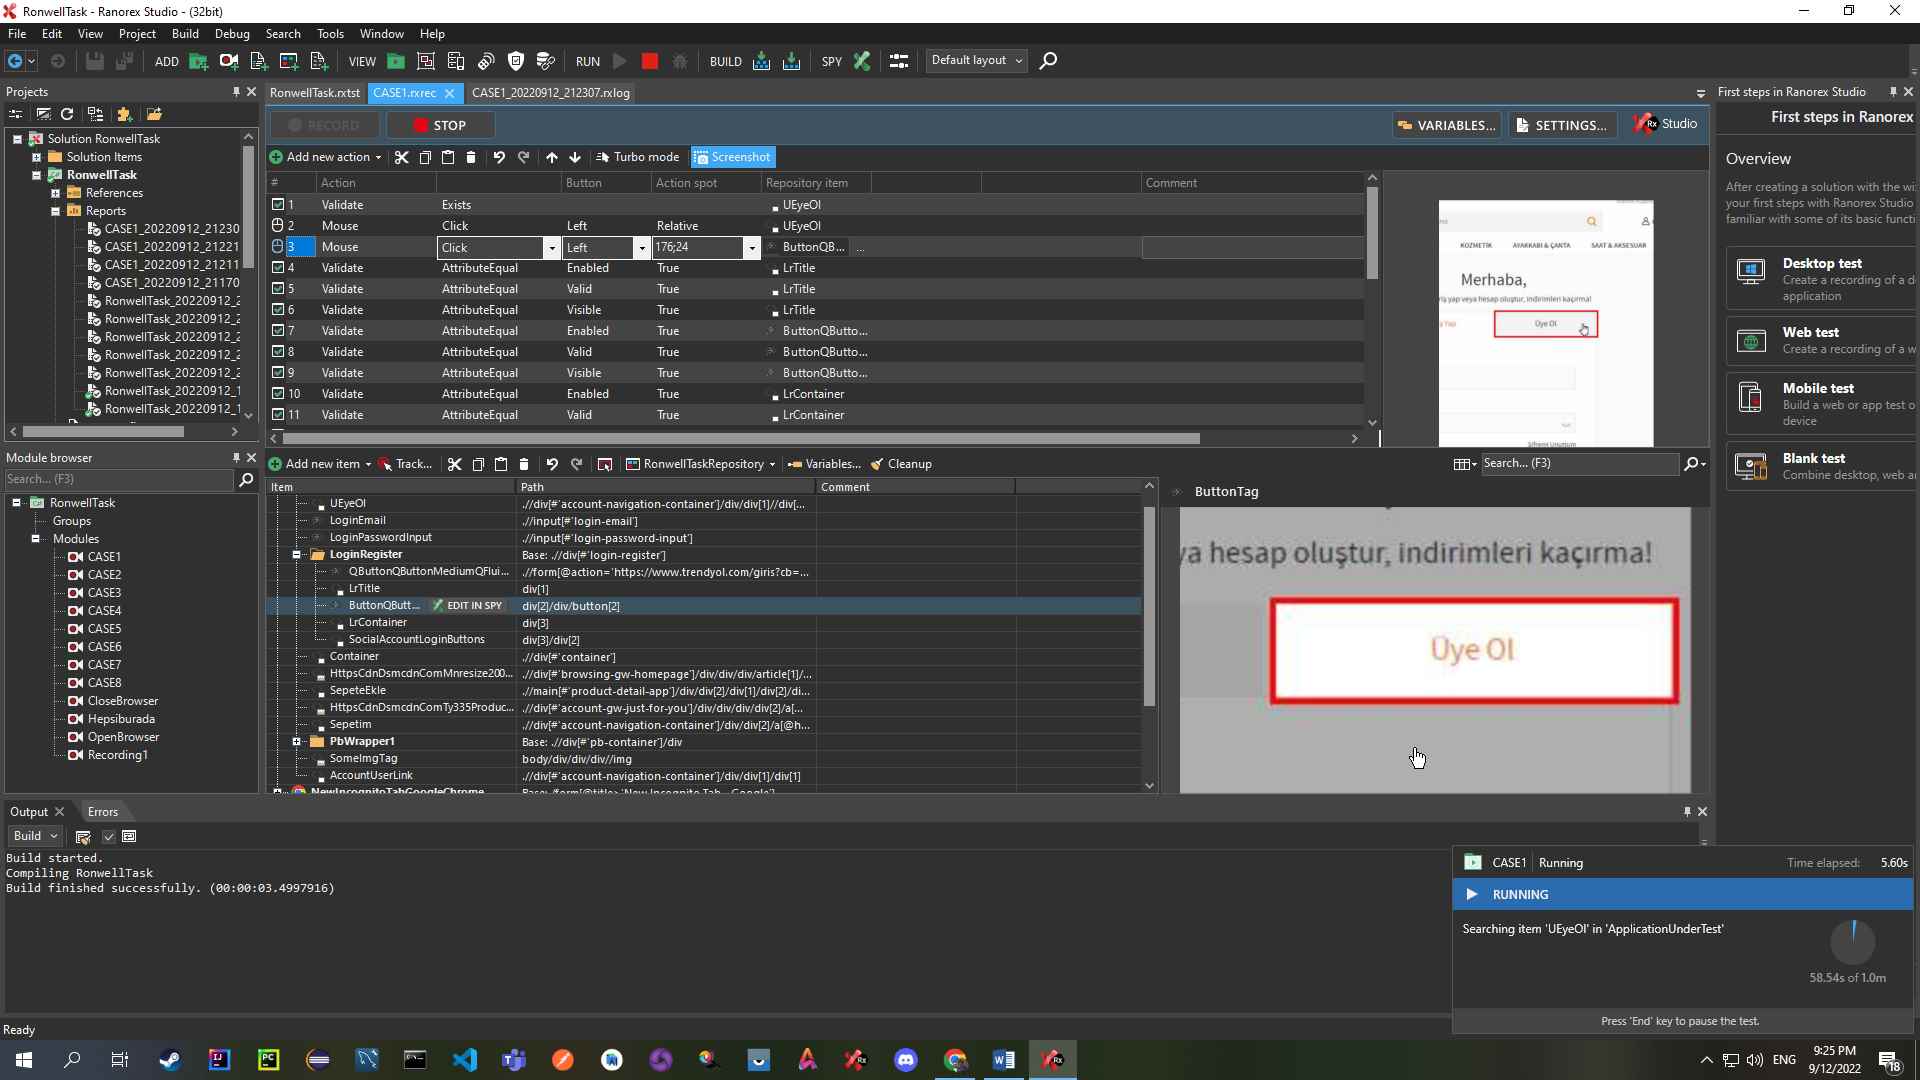 RonwellTask - Ranorex Studio - (32bit)
File Edit View Project Build Debug Search Tools Window Help
ADD VIEW RUN BUILD SPY Default layout
Projects
Solution RonwellTask
Solution Items
RonwellTask
References
Reports
CASE1_20220912_21230
CASE1_20220912_21221
CASE1_20220912_21211
CASE1_20220912_21170
RonwellTask_20220912_2
RonwellTask_20220912_2
RonwellTask_20220912_2
RonwellTask_20220912_2
RonwellTask_20220912_2
RonwellTask_20220912_1
RonwellTask_20220912_1
Module browser
Search... (F3)
RonwellTask
Groups
Modules
CASE1
CASE2
CASE3
CASE4
CASE5
CASE6
CASE7
CASE8
CloseBrowser
Hepsiburada
OpenBrowser
Recording1
RonwellTask.rxtst CASE1.rxrec CASE1_20220912_212307.rxlog
RECORD STOP VARIABLES... SETTINGS... Rx Studio
Add new action Turbo mode Screenshot
# Action Button Action spot Repository item Comment
1 Validate Exists UEyeOl
2 Mouse Click Left Relative UEyeOl
3 Mouse Click Left 176;24 ButtonQB... ...
4 Validate AttributeEqual Enabled True LrTitle
5 Validate AttributeEqual Valid True LrTitle
6 Validate AttributeEqual Visible True LrTitle
7 Validate AttributeEqual Enabled True ButtonQButto...
8 Validate AttributeEqual Valid True ButtonQButto...
9 Validate AttributeEqual Visible True ButtonQButto...
10 Validate AttributeEqual Enabled True LrContainer
11 Validate AttributeEqual Valid True LrContainer
KOZMETİK AYAKKABI & ÇANTA SAAT & AKSESUAR
Merhaba,
iş yap veya hesap oluştur, indirimleri kaçırma!
Üye Ol
Şifremi Unuttum
Add new item Track... RonwellTaskRepository Variables... Cleanup Search... (F3)
Item Path Comment
UEyeOl .//div[#'account-navigation-container']/div/div[1]//div[...
LoginEmail .//input[#'login-email']
LoginPasswordInput .//input[#'login-password-input']
LoginRegister Base: .//div[#'login-register']
QButtonQButtonMediumQFlui... .//form[@action='https://www.trendyol.com/giris?cb=...
LrTitle div[1]
ButtonQButt... EDIT IN SPY div[2]/div/button[2]
LrContainer div[3]
SocialAccountLoginButtons div[3]/div[2]
Container .//div[#'container']
HttpsCdnDsmcdnComMnresize200... .//div[#'browsing-gw-homepage']/div/div/div/article[1]/...
SepeteEkle .//main[#'product-detail-app']/div/div[2]/div[1]/div[2]/di...
HttpsCdnDsmcdnComTy335Produc... .//div[#'account-gw-just-for-you']/div/div/div/div[2]/a[...
Sepetim .//div[#'account-navigation-container']/div/div[2]/a[@h...
PbWrapper1 Base: .//div[#'pb-container']/div
SomeImgTag body/div/div/div//img
AccountUserLink .//div[#'account-navigation-container']/div/div[1]/div[1]
NewIncognitoTabGoogleChrome Base: /form[@title>'New Incognito Tab - Google']
ButtonTag
ya hesap oluştur, indirimleri kaçırma!
Üye Ol
First steps in Ranorex Studio
First steps in Ranorex
Overview
After creating a solution with the wi
your first steps with Ranorex Studio
familiar with some of its basic functi
Desktop test
Create a recording of a d
application
Web test
Create a recording of a w
Mobile test
Build a web or app test o
device
Blank test
Combine desktop, web a
Output Errors
Build
Build started.
Compiling RonwellTask
Build finished successfully. (00:00:03.4997916)
CASE1 Running Time elapsed: 5.60s
RUNNING
Searching item 'UEyeOl' in 'ApplicationUnderTest'
58.54s of 1.0m
Press 'End' key to pause the test.
Ready
ENG 9:25 PM
9/12/2022
18